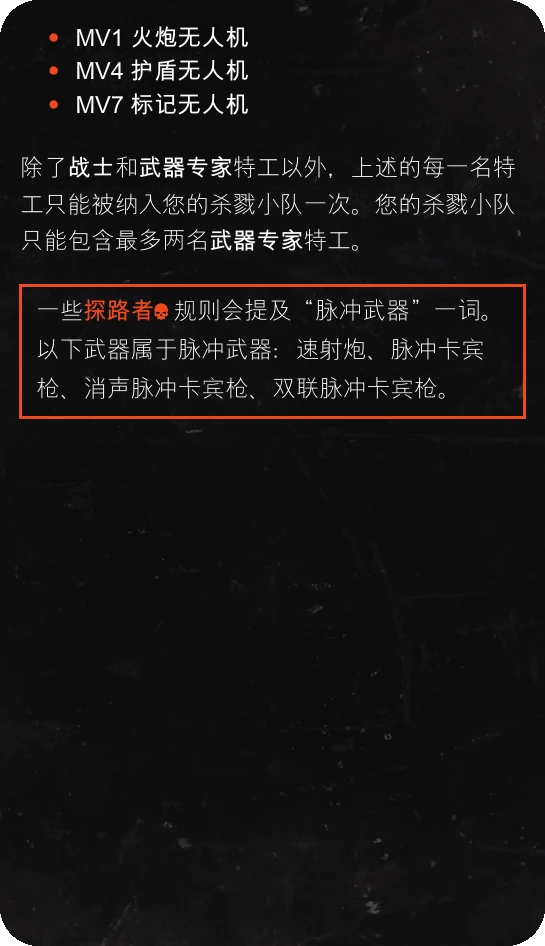 MV1 火炮无人机
MV4 护盾无人机
MV7 标记无人机
除了战士和武器专家特工以外，上述的每一名特
工只能被纳入您的杀戮小队一次。您的杀戮小队
只能包含最多两名武器专家特工。
一些探路者 规则会提及“脉冲武器”一词。
以下武器属于脉冲武器：速射炮、脉冲卡宾
枪、消声脉冲卡宾枪、双联脉冲卡宾枪。